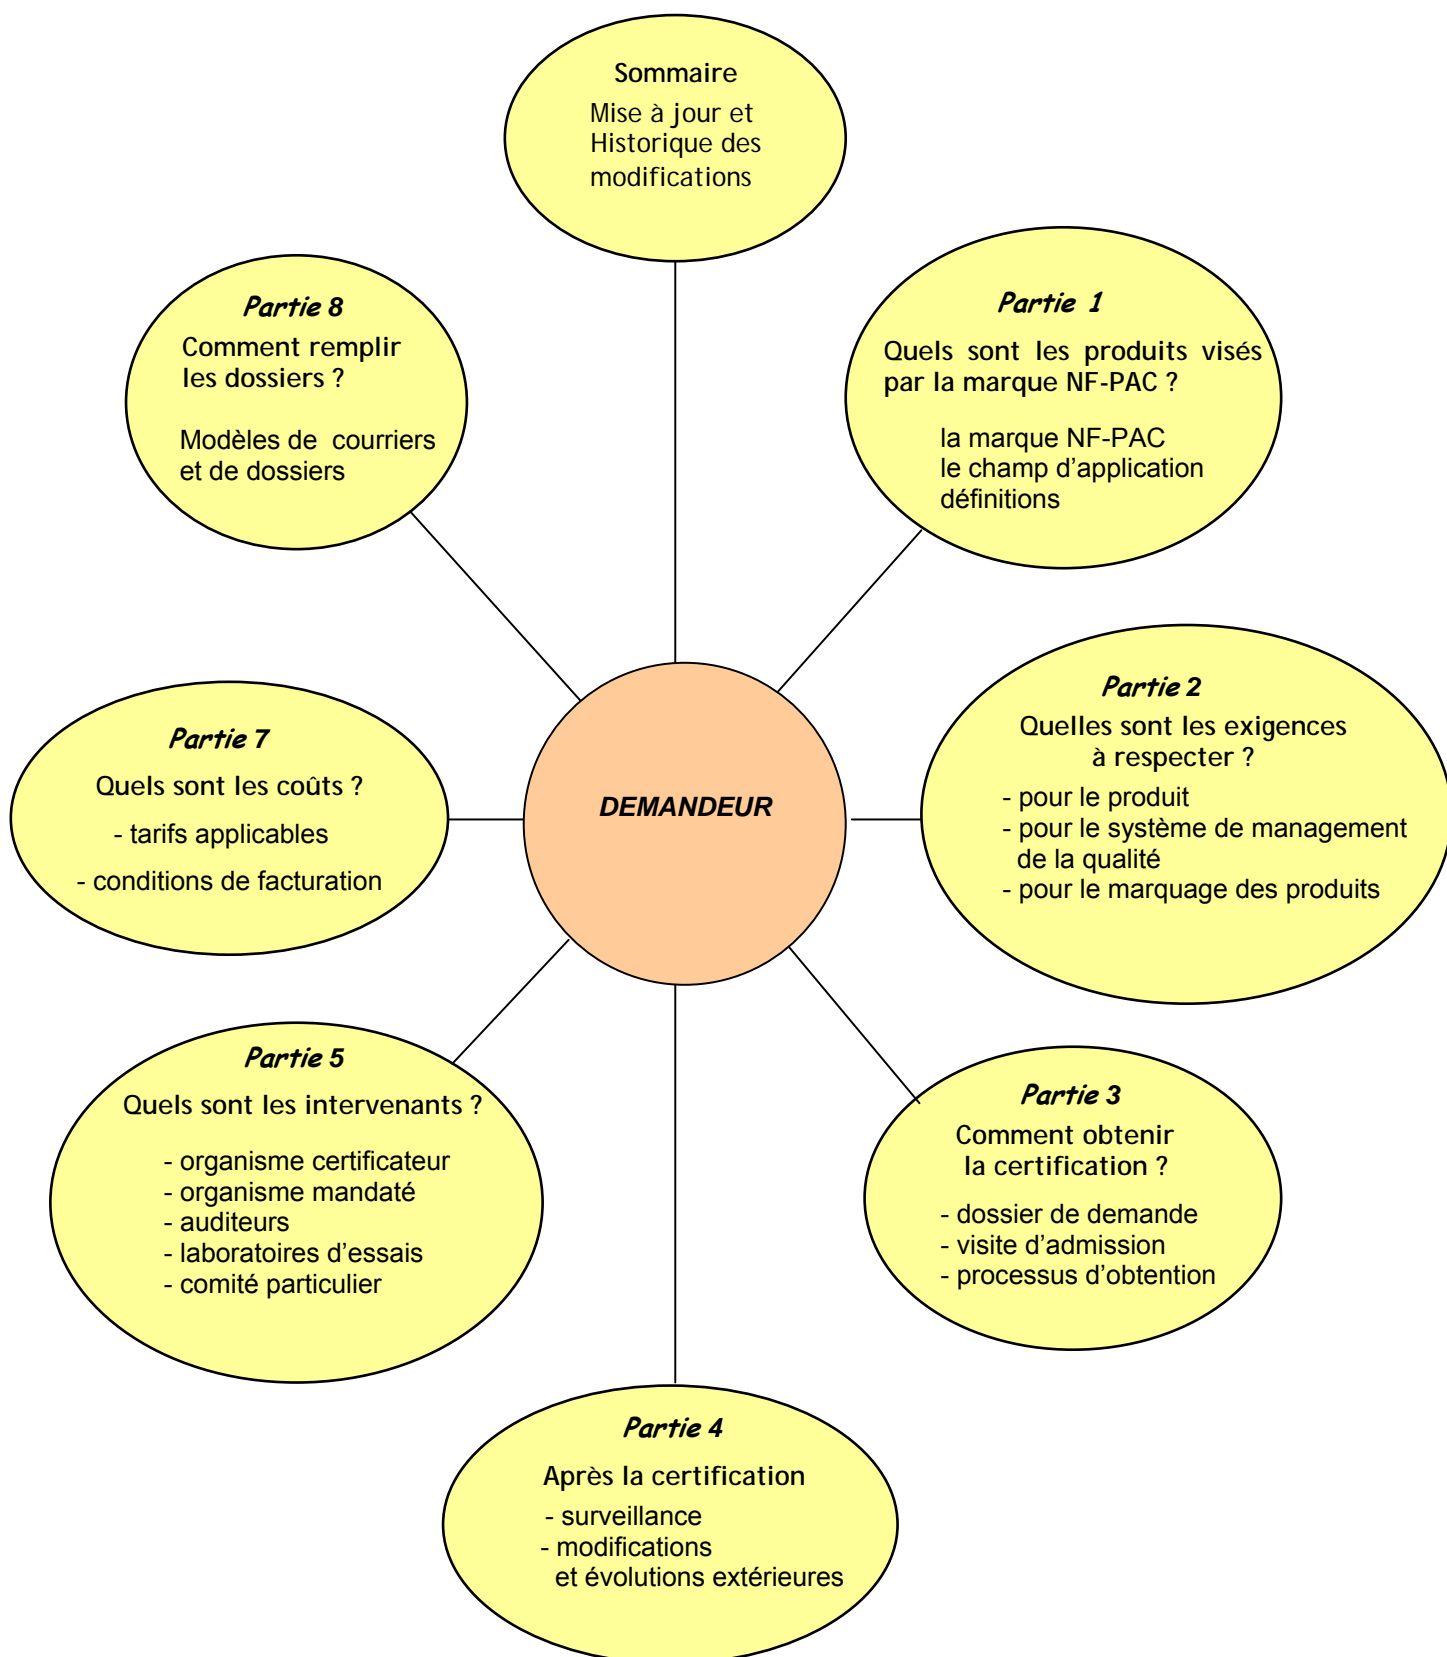 Sommaire
Mise à jour et
Historique des
modifications
Partie 1
Quels sont les produits visés
par la marque NF-PAC ?
la marque NF-PAC
le champ d’application
définitions
Partie 2
Quelles sont les exigences
à respecter ?
- pour le produit
- pour le système de management
de la qualité
- pour le marquage des produits
Partie 3
Comment obtenir
la certification ?
- dossier de demande
- visite d’admission
- processus d’obtention
Partie 4
Après la certification
- surveillance
- modifications
et évolutions extérieures
Partie 5
Quels sont les intervenants ?
- organisme certificateur
- organisme mandaté
- auditeurs
- laboratoires d’essais
- comité particulier
Partie 7
Quels sont les coûts ?
- tarifs applicables
- conditions de facturation
Partie 8
Comment remplir
les dossiers ?
Modèles de courriers
et de dossiers
DEMANDEUR